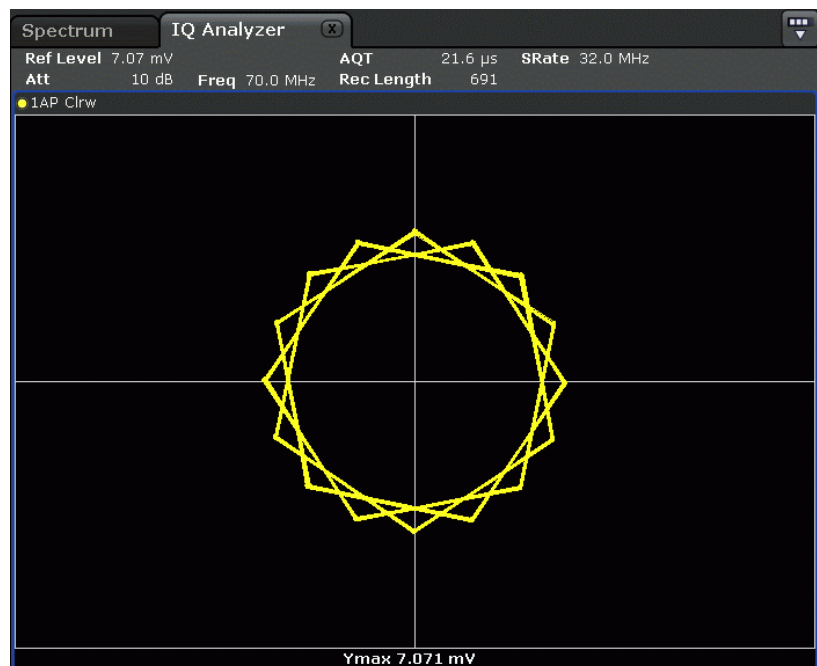 Spectrum IQ Analyzer X
Ref Level 7.07 mV AQT 21.6 µs SRate 32.0 MHz
Att 10 dB Freq 70.0 MHz Rec Length 691
1AP Clrw
Ymax 7.071 mV